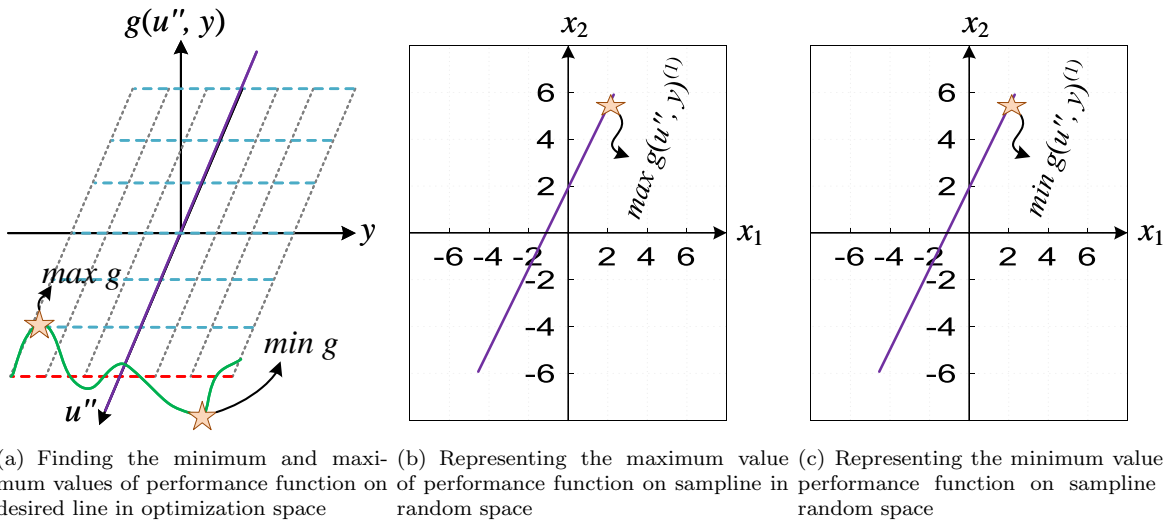 g(u″, y)
y
max g
min g
u″
x2
6
4
2
-6 -4 -2 2 4 6
x1
-2
-4
-6
max g(u″, y)(1)
x2
6
4
2
-6 -4 -2 2 4 6
x1
-2
-4
-6
min g(u″, y)(1)
(a) Finding the minimum and maxi-
mum values of performance function on
desired line in optimization space
(b) Representing the maximum value
of performance function on sampline in
random space
(c) Representing the minimum value
performance function on sampline
random space